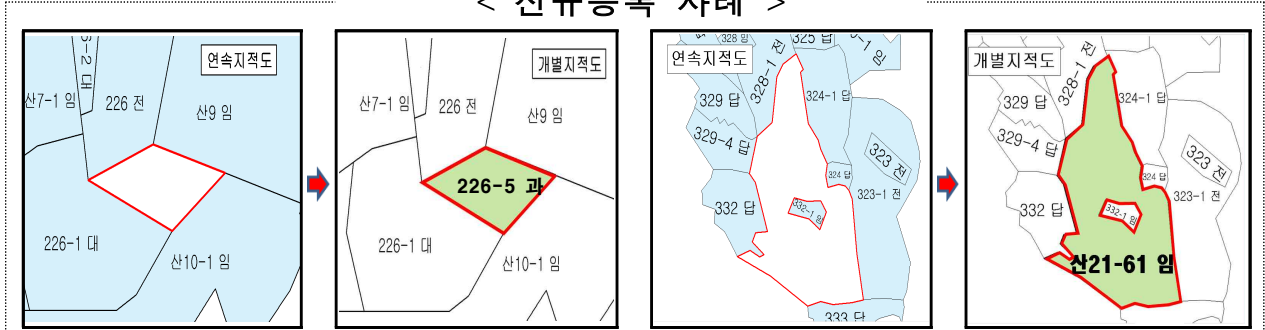 < 신규등록 사례 >
연속지적도
산7-1 임
226 전
산9 임
226-1 대
산10-1 임
개별지적도
산7-1 임
226 전
산9 임
226-5 과
226-1 대
산10-1 임
연속지적도
328 임
328-1 전
325 답
329 답
324-1 답
329-4 답
324 답
323 전
323-1 전
332 답
332-1 임
333 답
개별지적도
328-1 전
329 답
324-1 답
329-4 답
324 답
323 전
323-1 전
332 답
332-1 임
산21-61 임